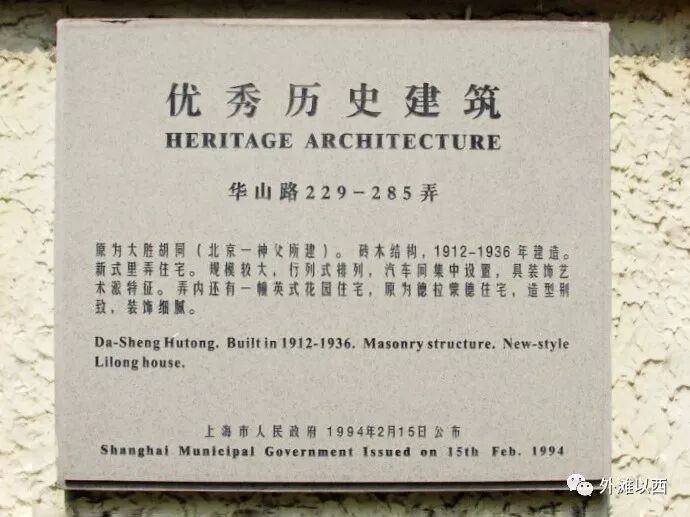 优秀历史建筑
HERITAGE ARCHITECTURE
华山路229-285弄
原为大胜胡同(北京一神父所建)。砖木结构,1912-1936年建造。
新式里弄住宅。规模较大,行列式排列,汽车间集中设置,具装饰艺
术派特征。弄内还有一幢英式花园住宅,原为德拉蒙德住宅,造型别
致,装饰细腻。
Da-Sheng Hutong. Built in 1912-1936. Masonry structure. New-style
Lilong house.
上海市人民政府 1994年2月15日公布
Shanghai Municipal Government Issued on 15th Feb. 1994
外滩以西